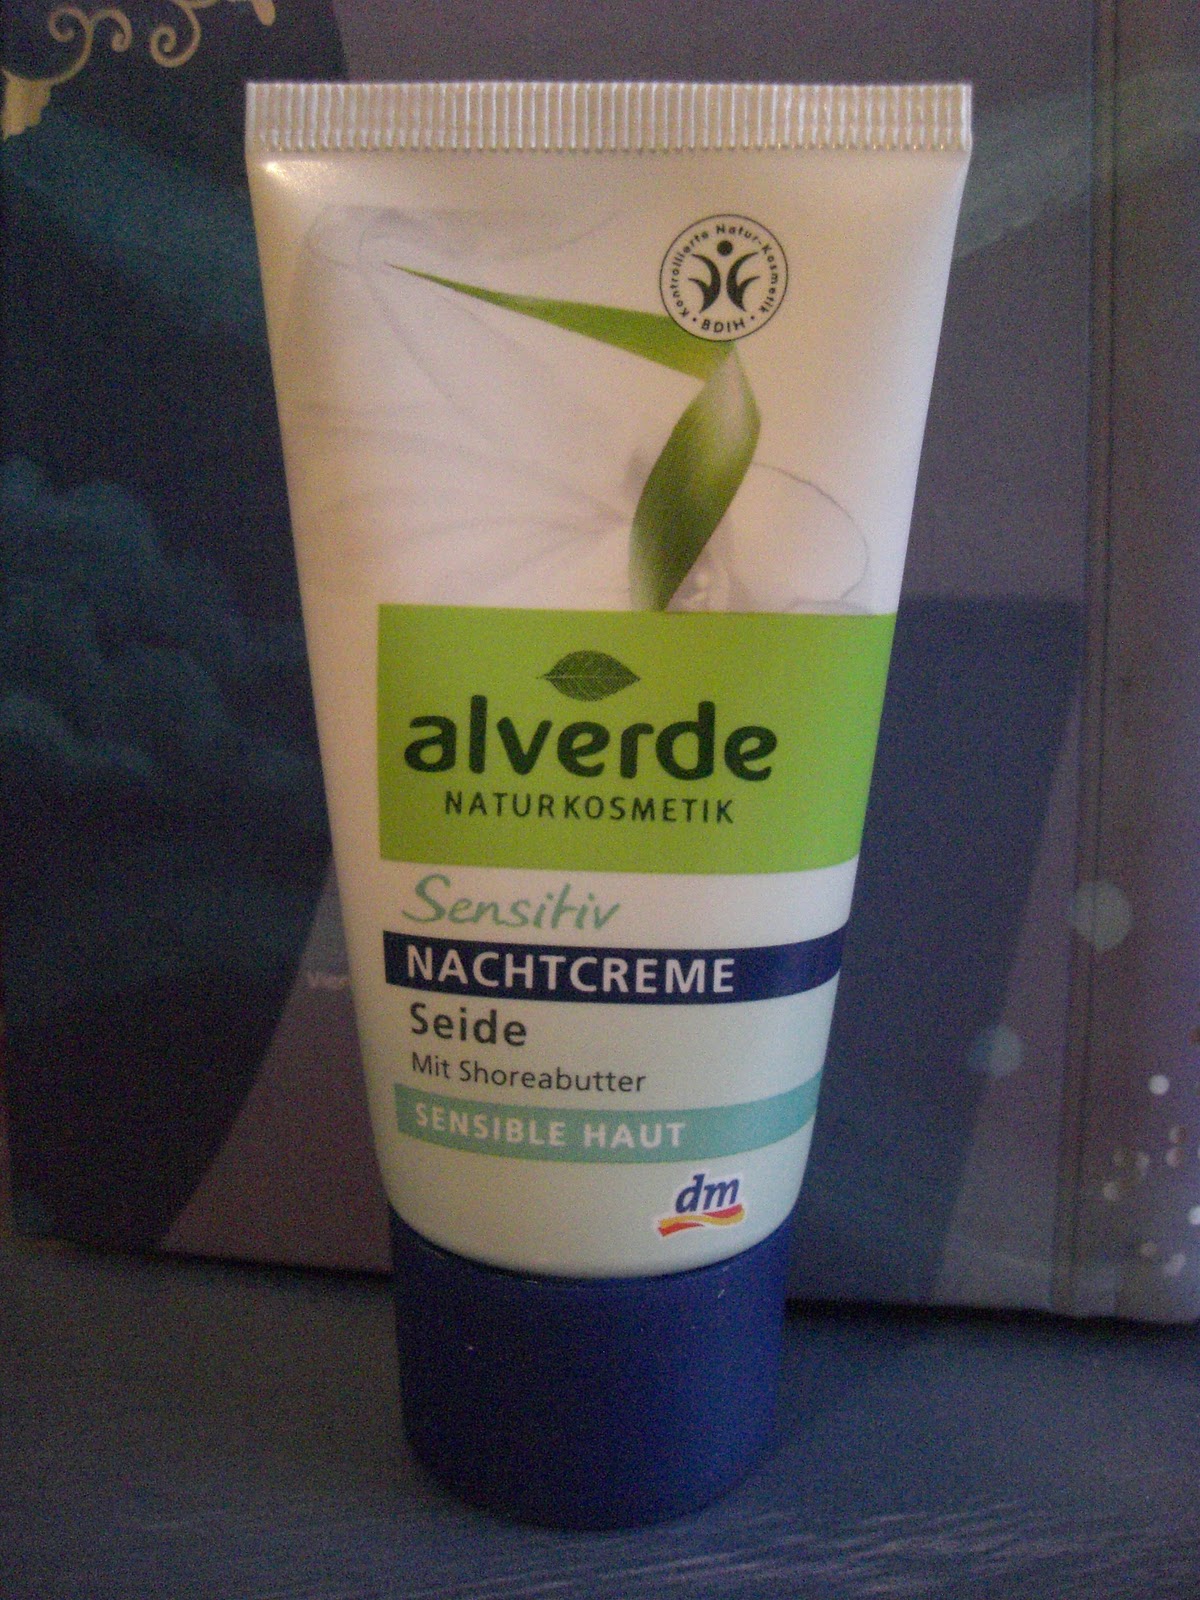 Kontrollierte Natur-Kosmetik
· BDIH ·
alverde
NATURKOSMETIK
Sensitiv
NACHTCREME
Seide
Mit Shoreabutter
SENSIBLE HAUT
dm